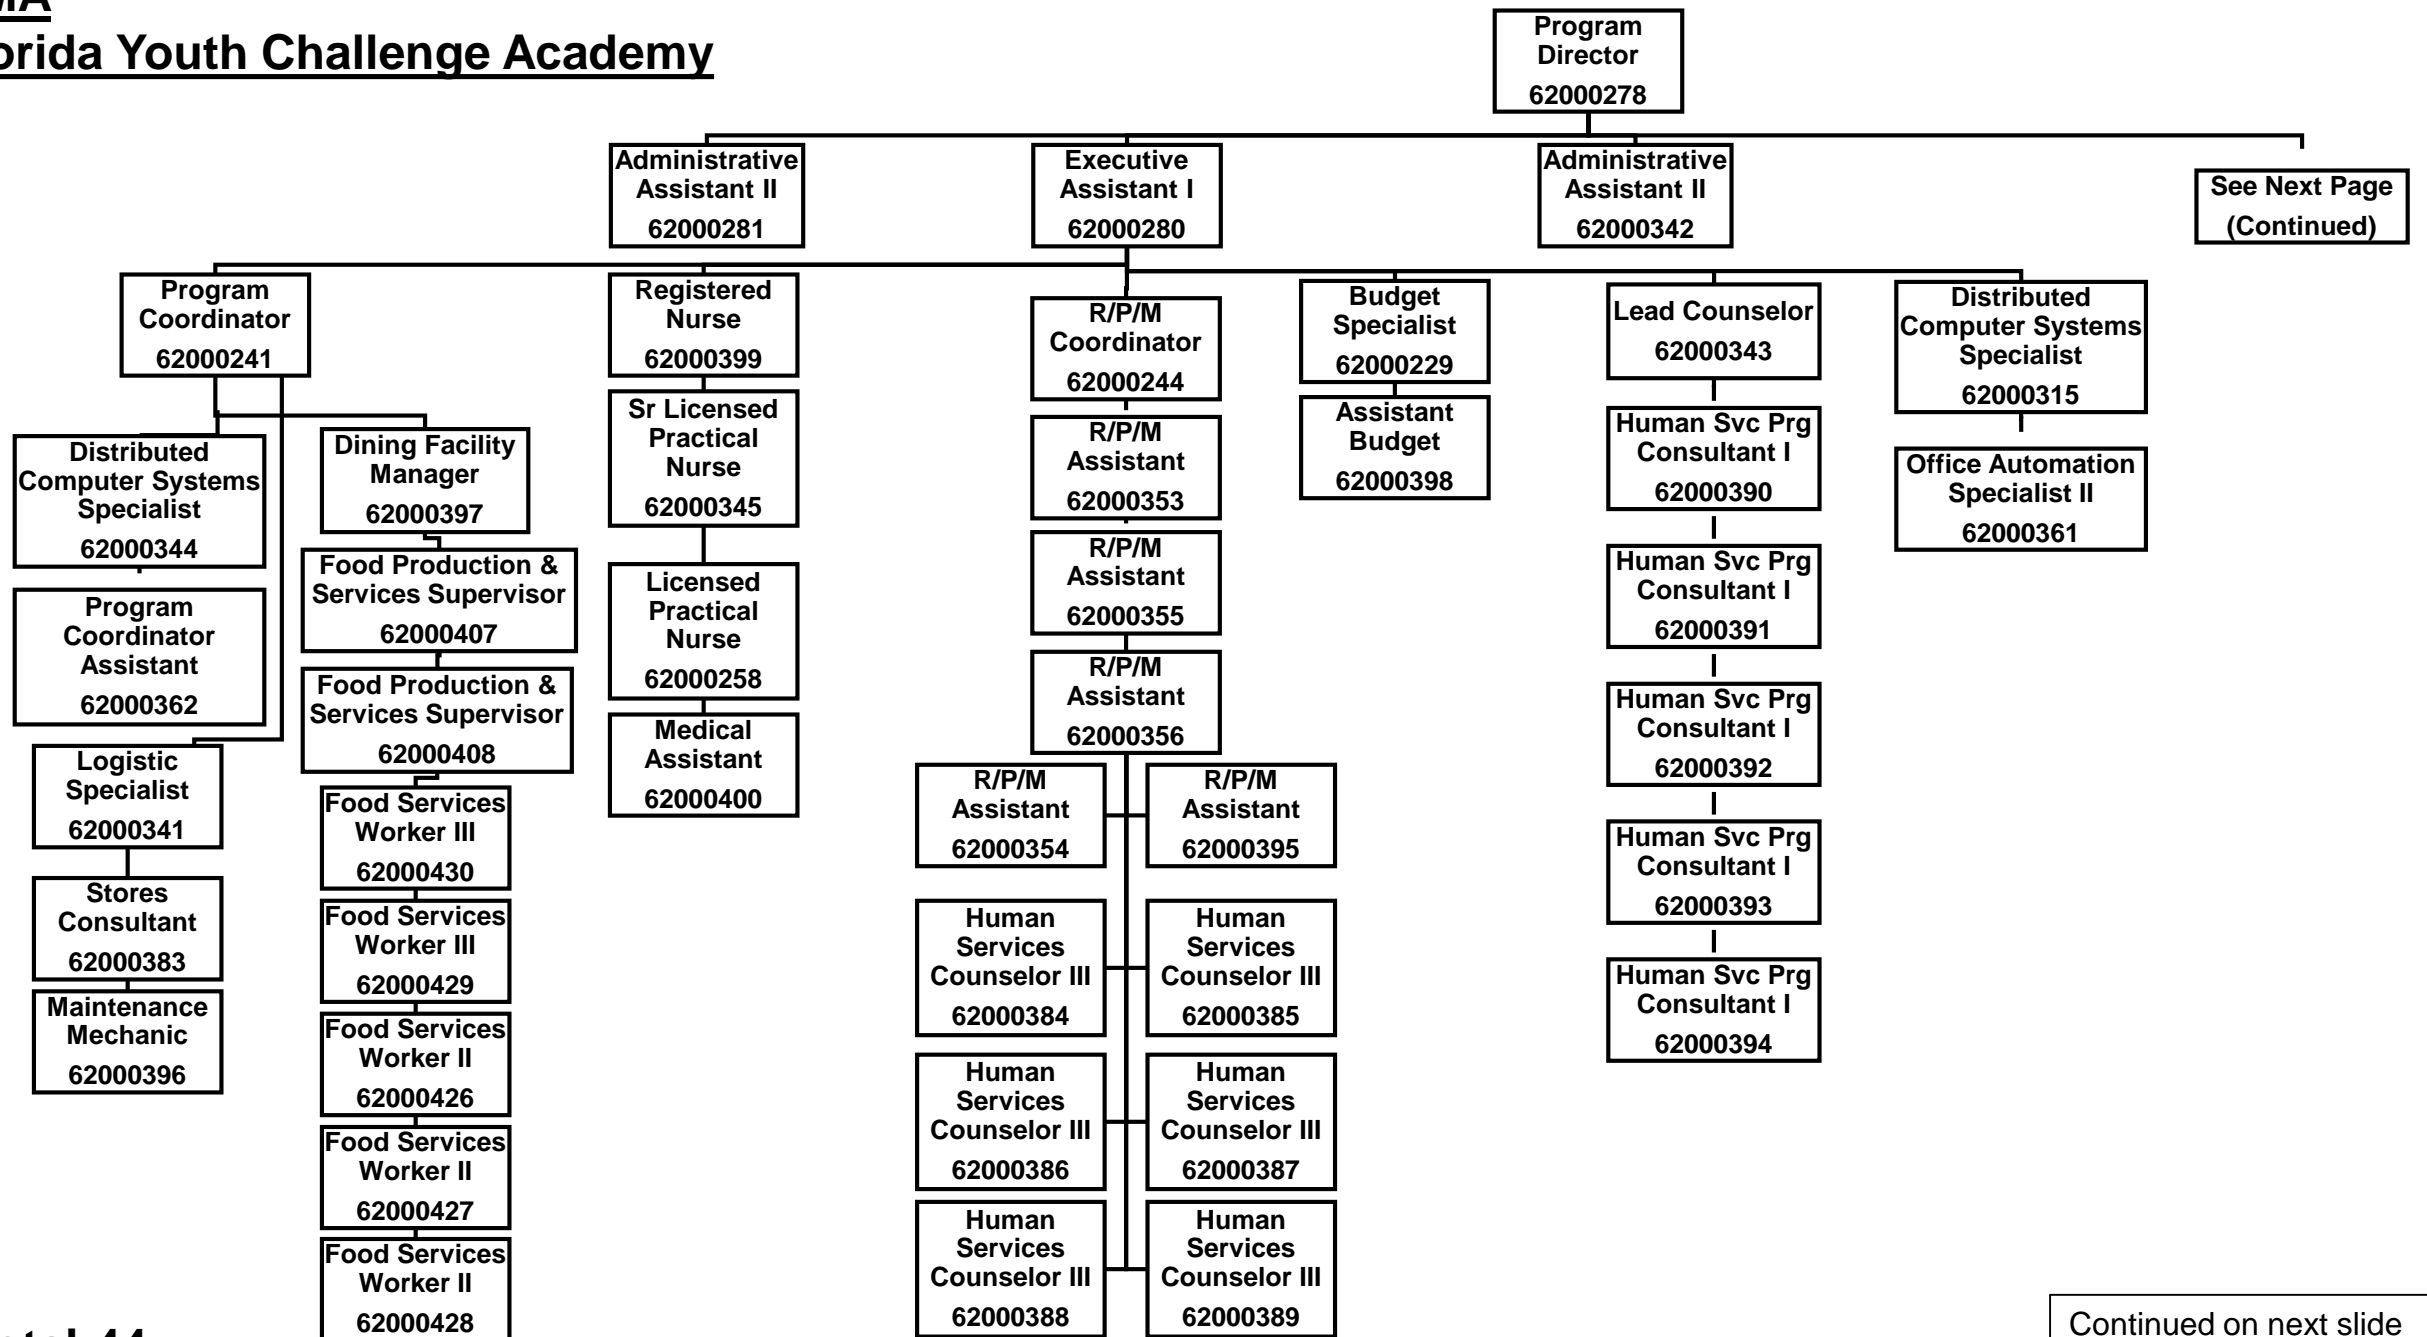 MA
orida Youth Challenge Academy
Program
Director
62000278
Administrative
Assistant II
62000281
Executive
Assistant I
62000280
Administrative
Assistant II
62000342
See Next Page
(Continued)
Program
Coordinator
62000241
Registered
Nurse
62000399
R/P/M
Coordinator
62000244
Budget
Specialist
62000229
Lead Counselor
62000343
Distributed
Computer Systems
Specialist
62000315
Distributed
Computer Systems
Specialist
62000344
Program
Coordinator
Assistant
62000362
Logistic
Specialist
62000341
Stores
Consultant
62000383
Maintenance
Mechanic
62000396
Dining Facility
Manager
62000397
Food Production &
Services Supervisor
62000407
Food Production &
Services Supervisor
62000408
Food Services
Worker III
62000430
Food Services
Worker III
62000429
Food Services
Worker II
62000426
Food Services
Worker II
62000427
Food Services
Worker II
62000428
Sr Licensed
Practical
Nurse
62000345
Licensed
Practical
Nurse
62000258
Medical
Assistant
62000400
R/P/M
Assistant
62000353
R/P/M
Assistant
62000355
R/P/M
Assistant
62000356
R/P/M
Assistant
62000354
R/P/M
Assistant
62000395
Human
Services
Counselor III
62000384
Human
Services
Counselor III
62000385
Human
Services
Counselor III
62000386
Human
Services
Counselor III
62000387
Human
Services
Counselor III
62000388
Human
Services
Counselor III
62000389
Assistant
Budget
62000398
Human Svc Prg
Consultant I
62000390
Human Svc Prg
Consultant I
62000391
Human Svc Prg
Consultant I
62000392
Human Svc Prg
Consultant I
62000393
Human Svc Prg
Consultant I
62000394
Office Automation
Specialist II
62000361
Continued on next slide